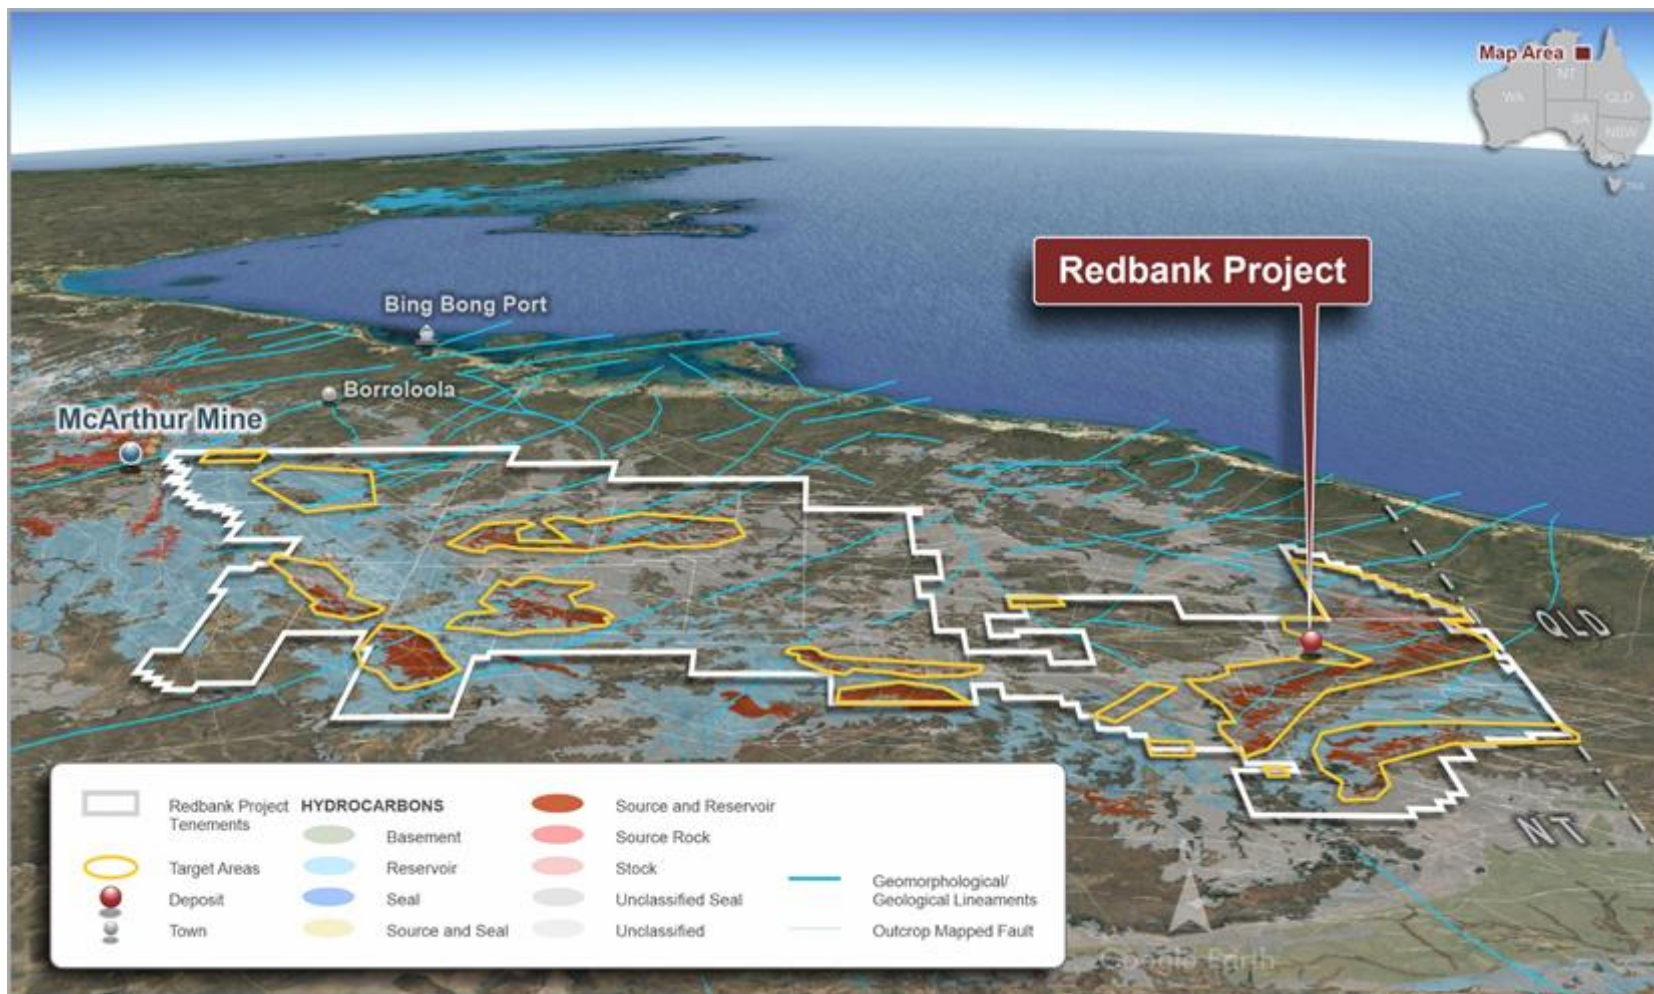 Map Area
NT
WA
QLD
SA
NSW
TAS
Redbank Project
Bing Bong Port
Borroloola
McArthur Mine
QLD
NT
Redbank Project
Tenements
Target Areas
Deposit
Town
HYDROCARBONS
Basement
Reservoir
Seal
Source and Seal
Source and Reservoir
Source Rock
Stock
Unclassified Seal
Unclassified
Geomorphological/
Geological Lineaments
Outcrop Mapped Fault
N
Google Earth